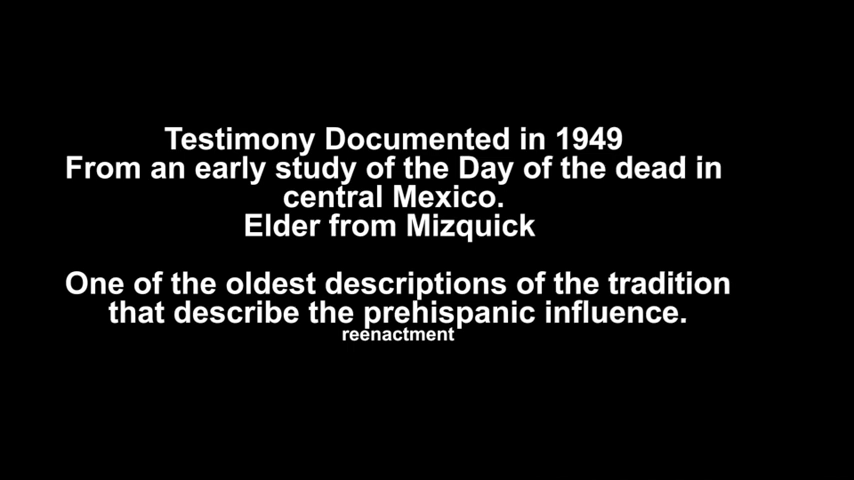 Testimony Documented in 1949
From an early study of the Day of the dead in
central Mexico.
Elder from Mizquick
One of the oldest descriptions of the tradition
that describe the prehispanic influence.
reenactment